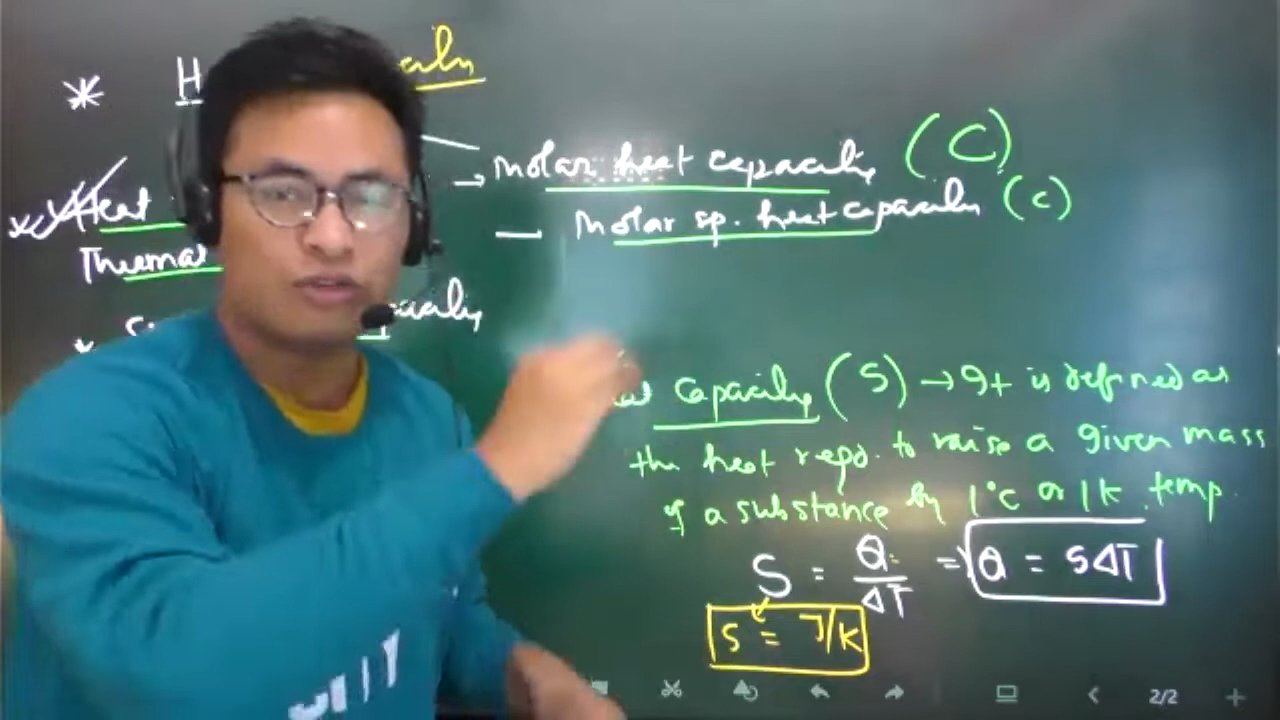 * H
molar heat capacity (C)
Heat
molar sp. heat capacity (c)
Thermal
capacity (S) → It is defined as
the heat reqd. to raise a given mass
of a substance by 1°C or 1K temp.
S = Q/ΔT = Q = SΔT
S = J/K
2/2